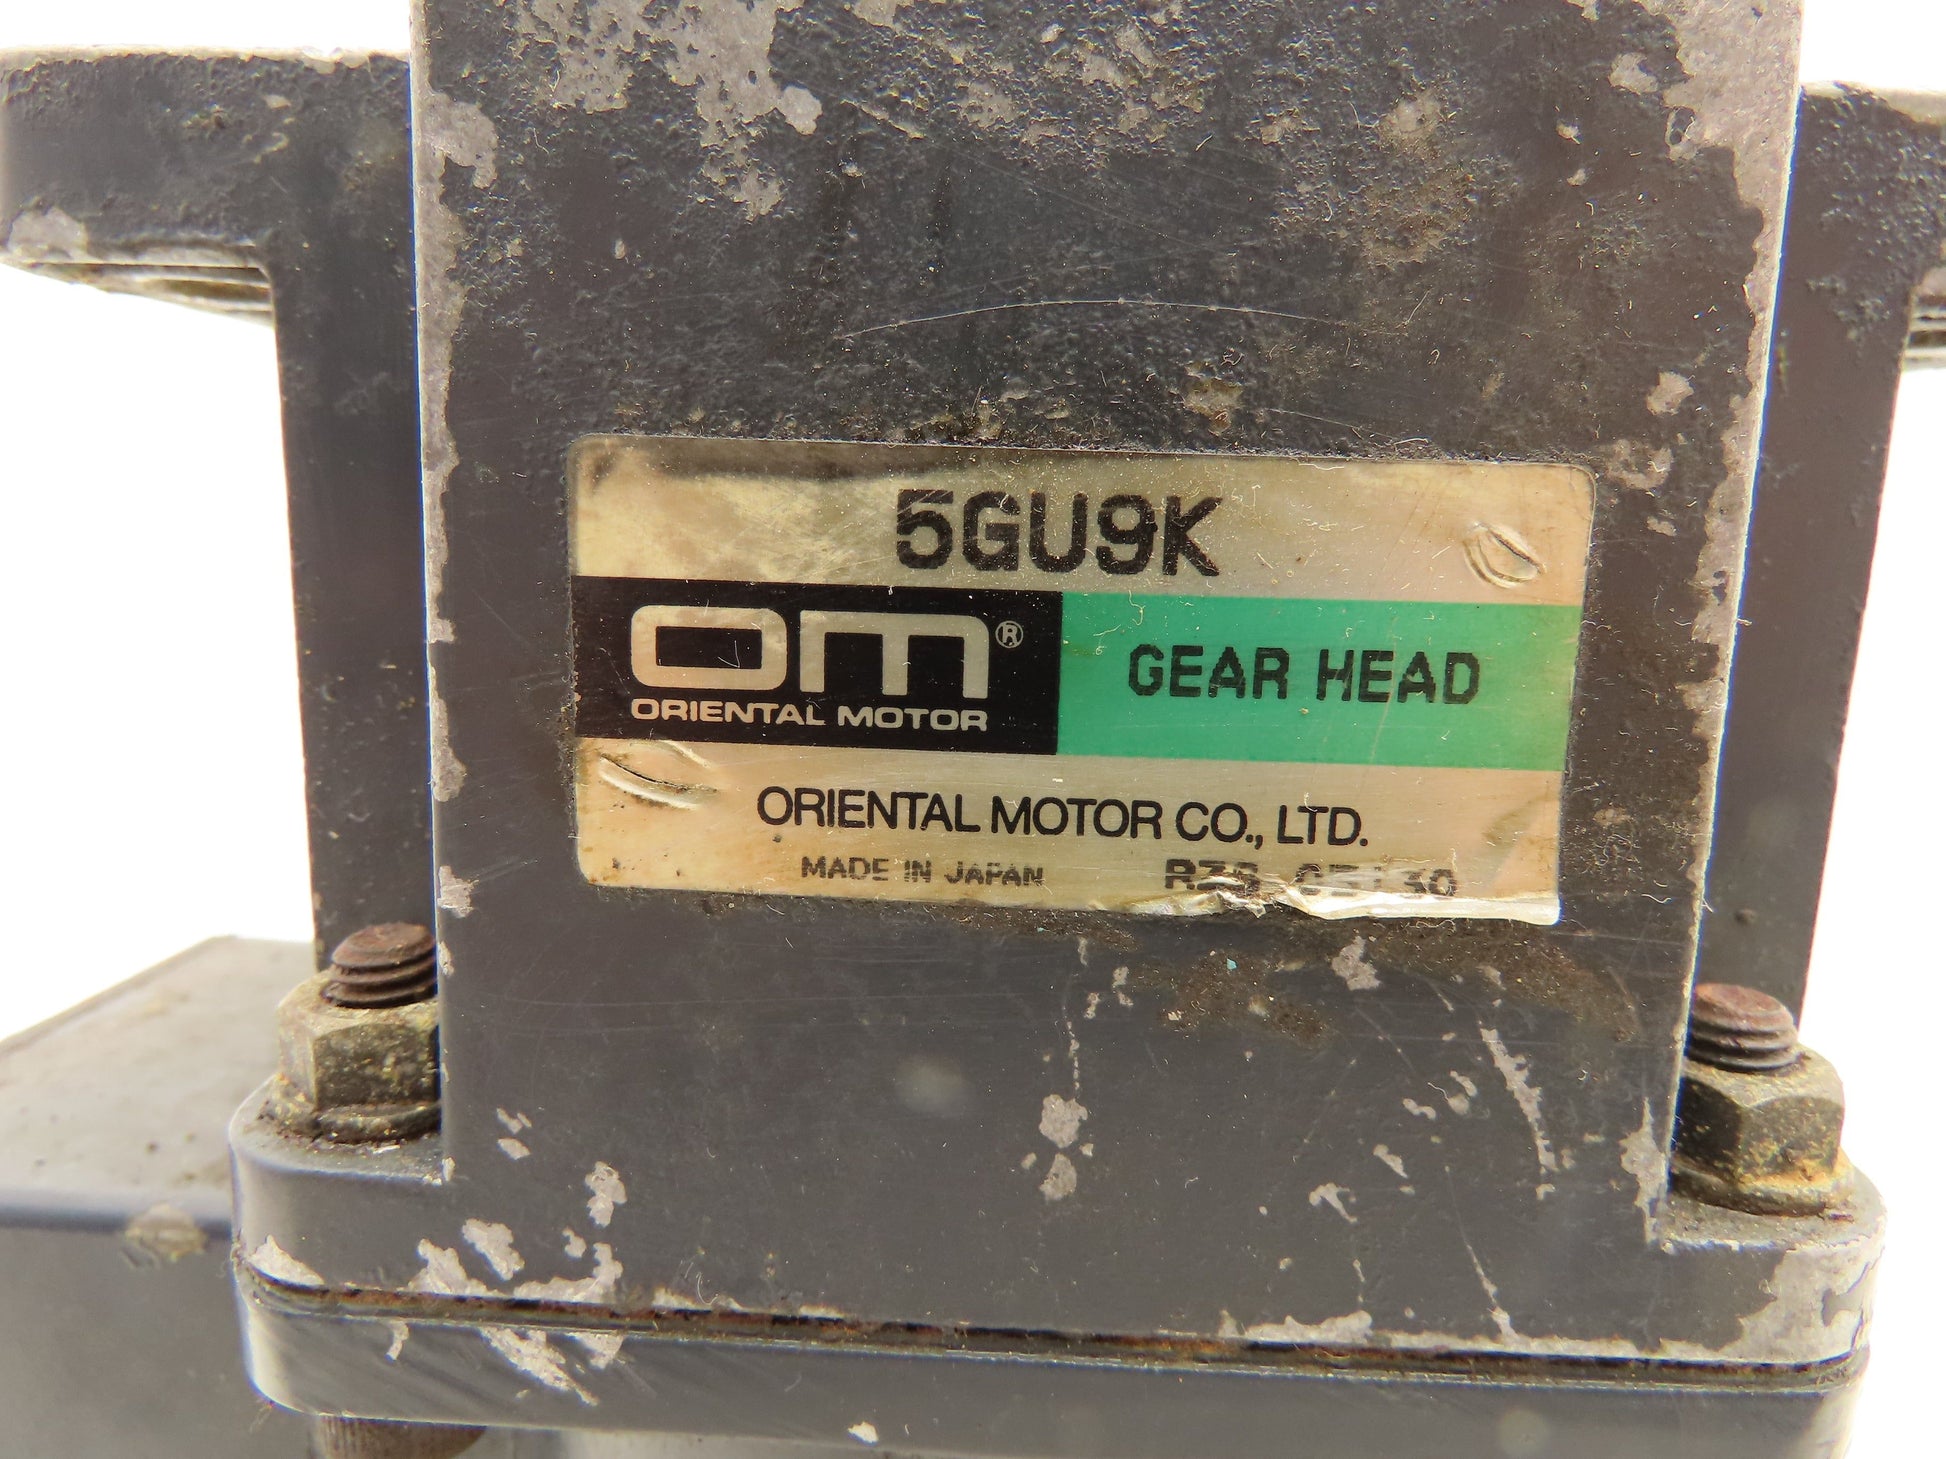 5GU9K
OM®
ORIENTAL MOTOR
GEAR HEAD
ORIENTAL MOTOR CO., LTD.
MADE IN JAPAN